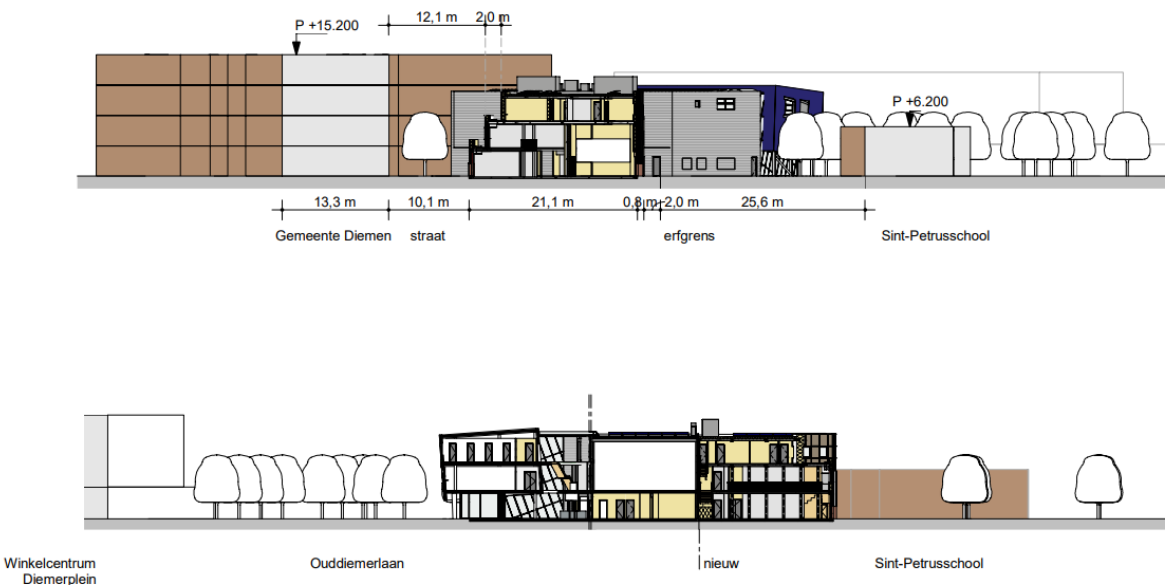 12,1 m 2,0 m
P +15.200
P +6.200
13,3 m 10,1 m 21,1 m 0,8 m 2,0 m 25,6 m
Gemeente Diemen straat erfgrens Sint-Petrusschool
Winkelcentrum Ouddiemerlaan nieuw Sint-Petrusschool
Diemerplein